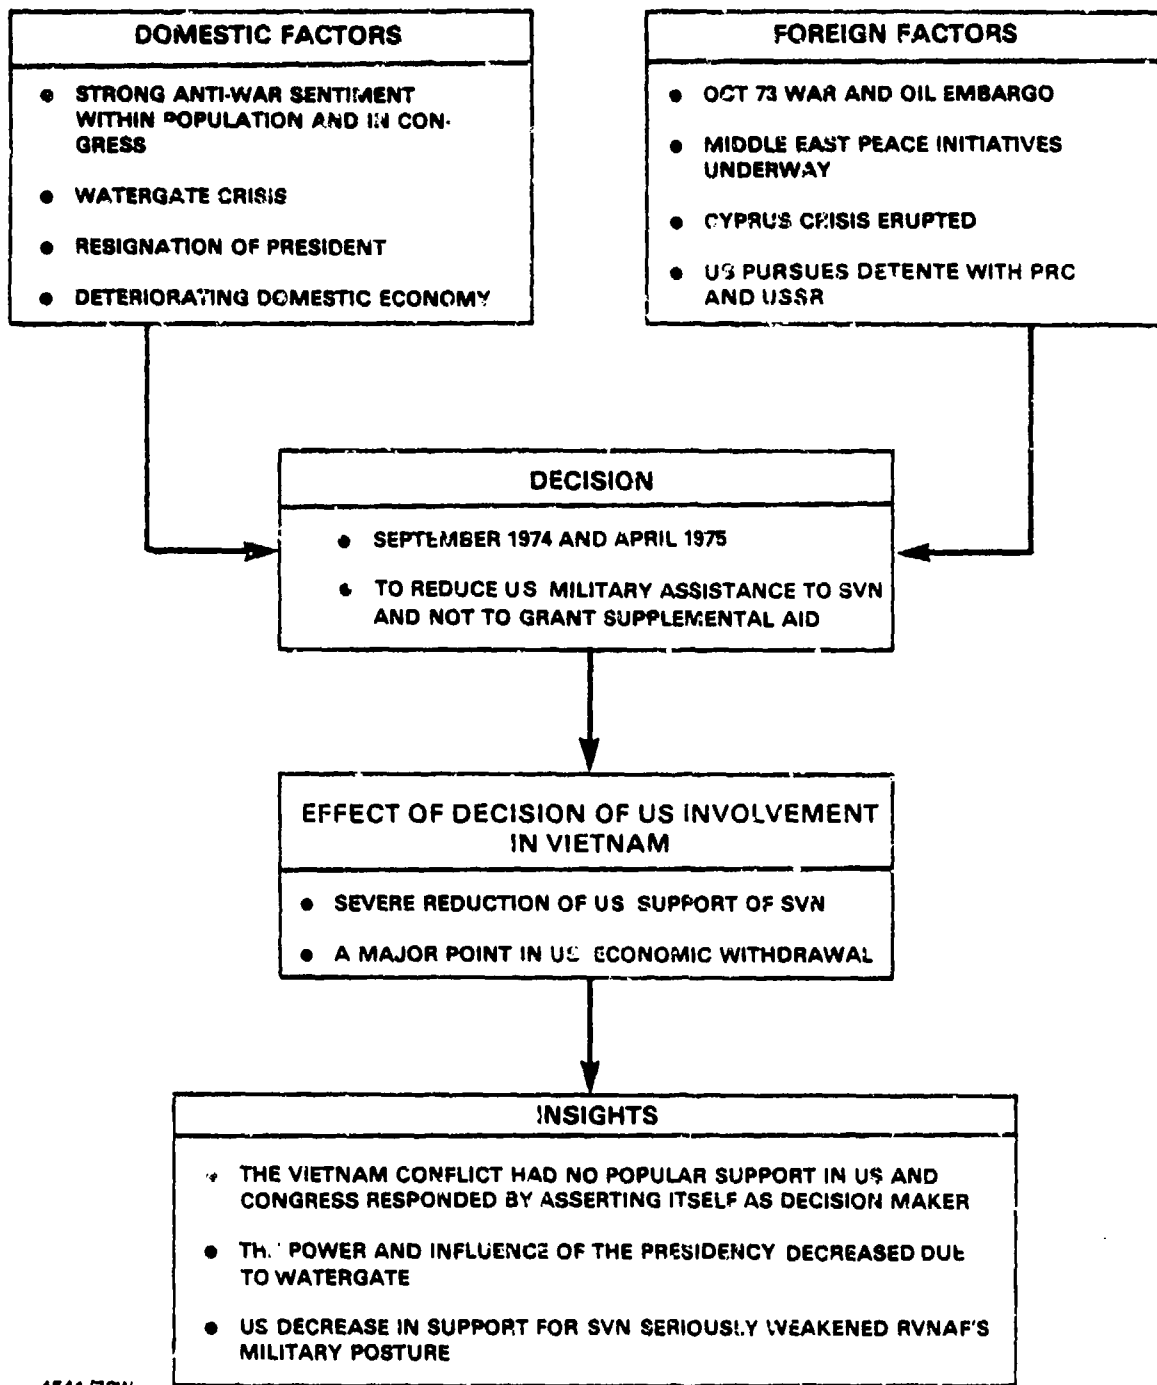 DOMESTIC FACTORS
● STRONG ANTI-WAR SENTIMENT
WITHIN POPULATION AND IN CON-
GRESS
● WATERGATE CRISIS
● RESIGNATION OF PRESIDENT
● DETERIORATING DOMESTIC ECONOMY
FOREIGN FACTORS
● OCT 73 WAR AND OIL EMBARGO
● MIDDLE EAST PEACE INITIATIVES
UNDERWAY
● CYPRUS CRISIS ERUPTED
● US PURSUES DETENTE WITH PRC
AND USSR
DECISION
● SEPTEMBER 1974 AND APRIL 1975
● TO REDUCE US MILITARY ASSISTANCE TO SVN
AND NOT TO GRANT SUPPLEMENTAL AID
EFFECT OF DECISION OF US INVOLVEMENT
IN VIETNAM
● SEVERE REDUCTION OF US SUPPORT OF SVN
● A MAJOR POINT IN US ECONOMIC WITHDRAWAL
INSIGHTS
● THE VIETNAM CONFLICT HAD NO POPULAR SUPPORT IN US AND
CONGRESS RESPONDED BY ASSERTING ITSELF AS DECISION MAKER
● THE POWER AND INFLUENCE OF THE PRESIDENCY DECREASED DUE
TO WATERGATE
● US DECREASE IN SUPPORT FOR SVN SERIOUSLY WEAKENED RVNAF'S
MILITARY POSTURE